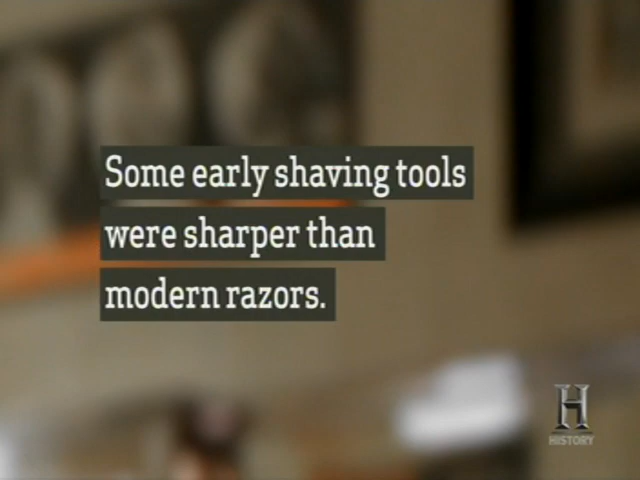 Some early shaving tools
were sharper than
modern razors.
H
HISTORY